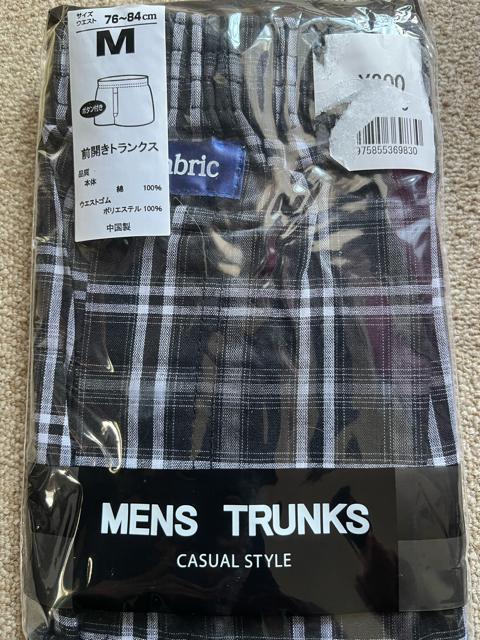 サイズ
ウエスト 76~84cm
M
ボタン付き
前開きトランクス
品質
本体 綿 100%
ウエストゴム
ポリエステル 100%
中国製
bric
975855369830
MENS TRUNKS
CASUAL STYLE